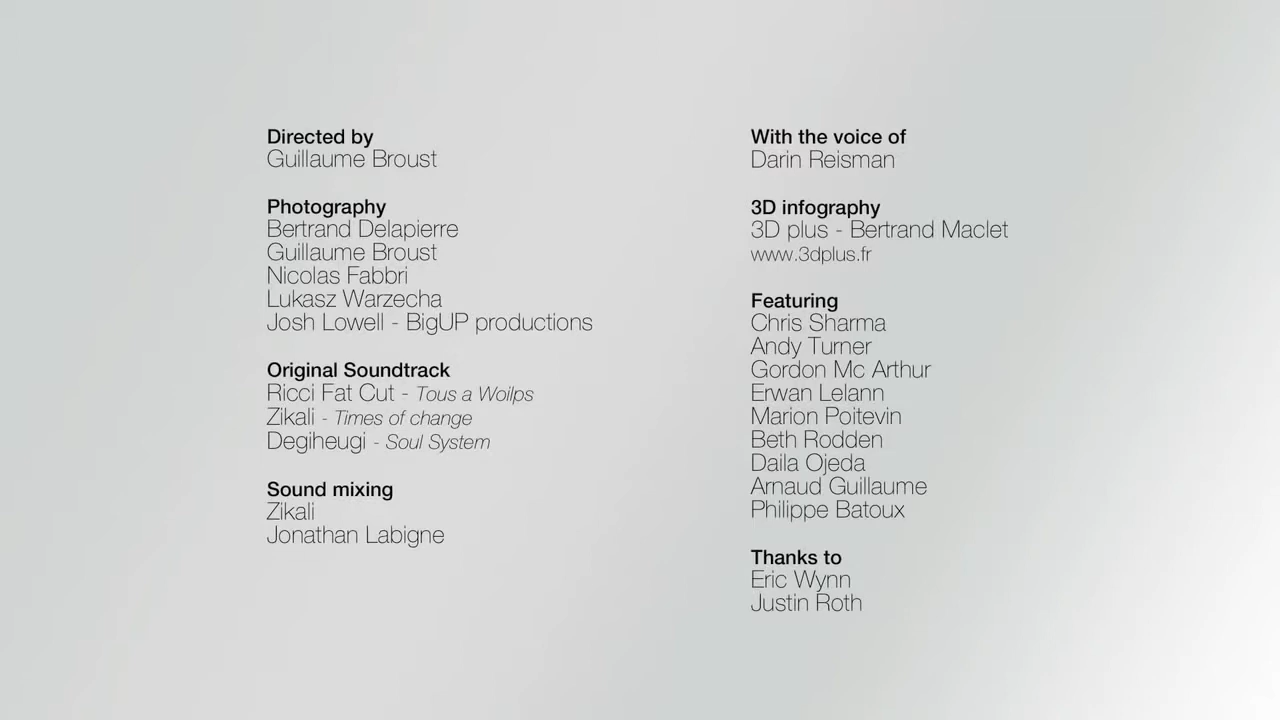 Directed by
Guillaume Broust
Photography
Bertrand Delapierre
Guillaume Broust
Nicolas Fabbri
Lukasz Warzecha
Josh Lowell - BigUP productions
Original Soundtrack
Ricci Fat Cut - Tous a Woilps
Zikali - Times of change
Degiheugi - Soul System
Sound mixing
Zikali
Jonathan Labigne
With the voice of
Darin Reisman
3D infography
3D plus - Bertrand Maclet
www.3dplus.fr
Featuring
Chris Sharma
Andy Turner
Gordon Mc Arthur
Erwan Lelann
Marion Poitevin
Beth Rodden
Daila Ojeda
Arnaud Guillaume
Philippe Batoux
Thanks to
Eric Wynn
Justin Roth